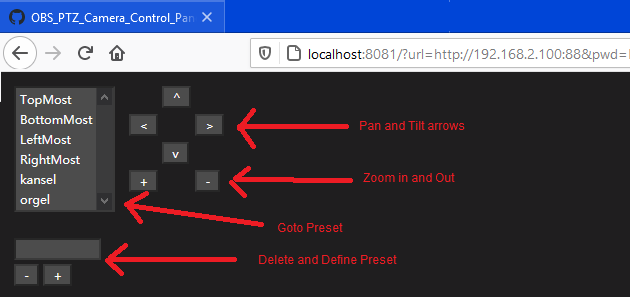 OBS_PTZ_Camera_Control_Pan
localhost:8081/?url=http://192.168.2.100:88&pwd=
TopMost
BottomMost
LeftMost
RightMost
kansel
orgel
^
< >
v
+ -
Pan and Tilt arrows
Zoom in and Out
Goto Preset
Delete and Define Preset
- +